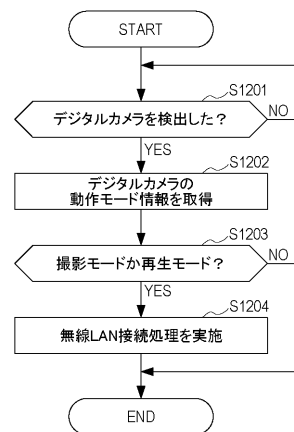 START
S1201
デジタルカメラを検出した?
NO
YES
S1202
デジタルカメラの
動作モード情報を取得
S1203
撮影モードか再生モード?
NO
YES
S1204
無線LAN接続処理を実施
END